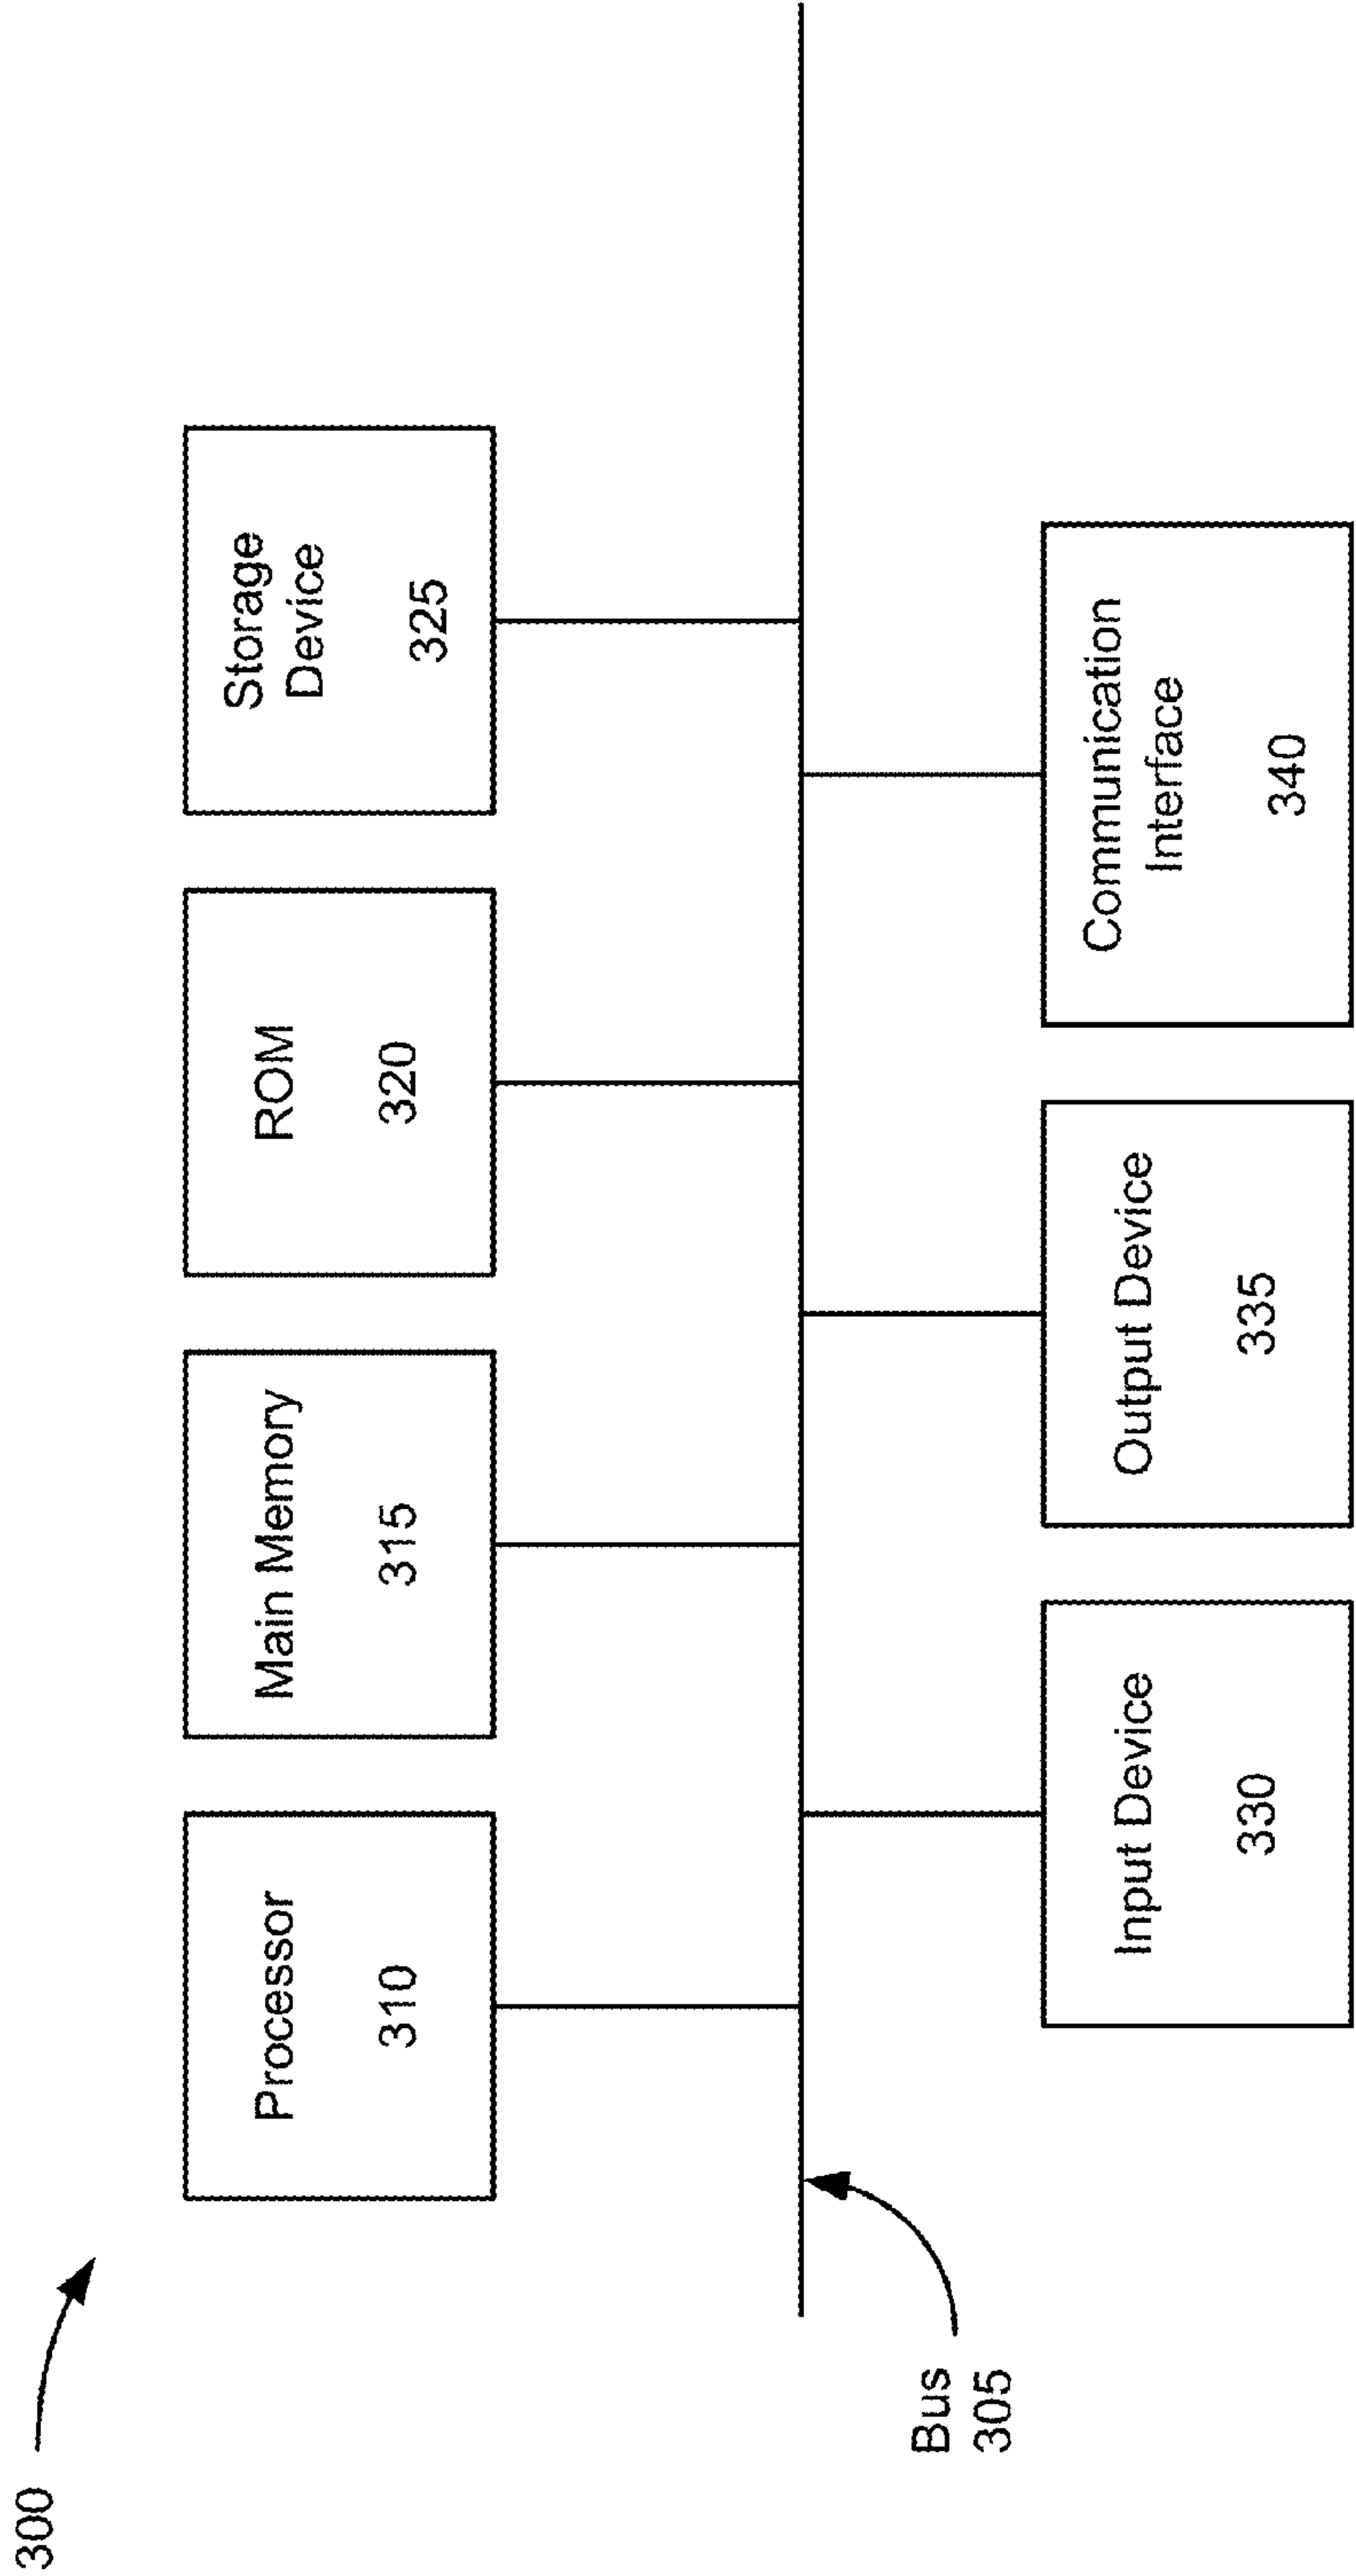 300
Processor
310
Main Memory
315
ROM
320
Storage
Device
325
Bus
305
Input Device
330
Output Device
335
Communication
Interface
340